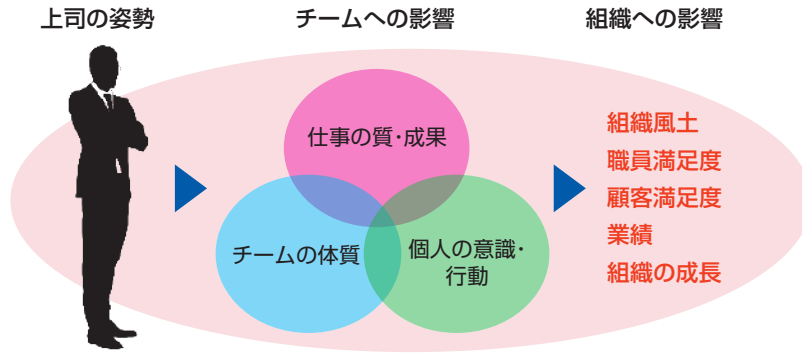 上司の姿勢
チームへの影響
組織への影響
仕事の質・成果
チームの体質
個人の意識・
行動
組織風土
職員満足度
顧客満足度
業績
組織の成長